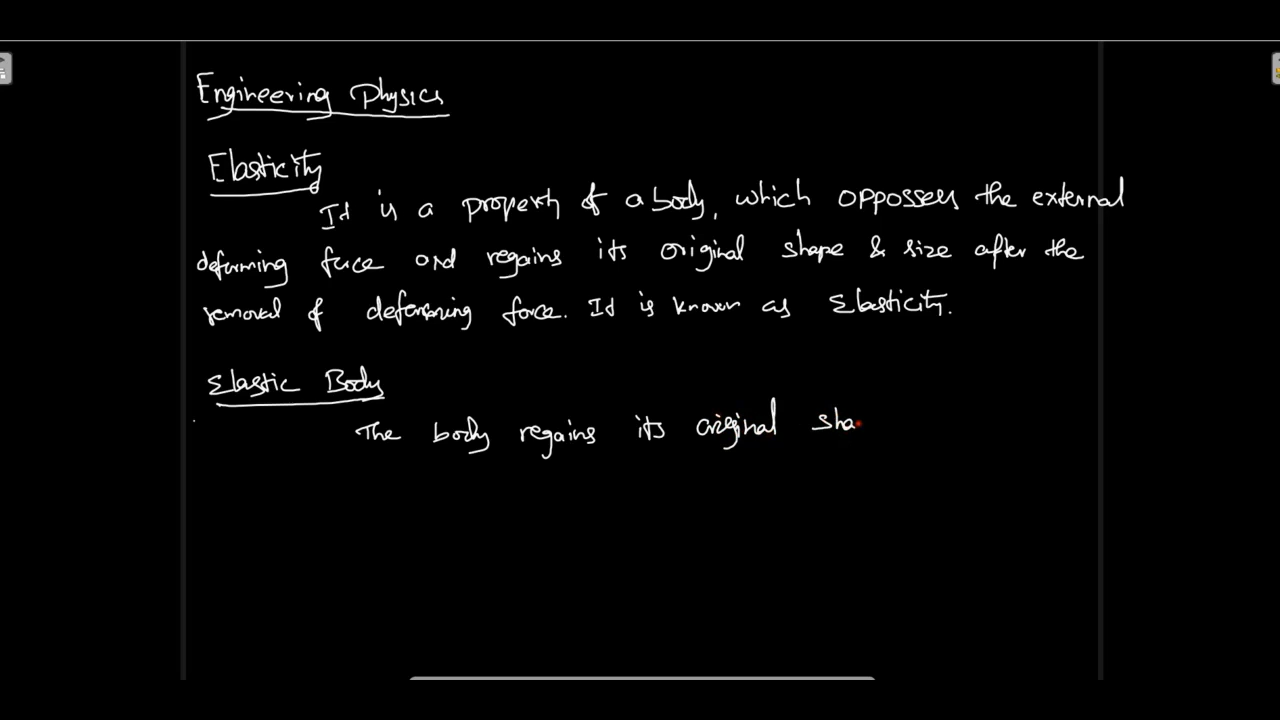 Engineering Physics
Elasticity
It is a property of a body, which oppossess the external
deforming force and regains its original shape & size after the
removal of deforming force. It is known as Elasticity.
Elastic Body
The body regains its original sha